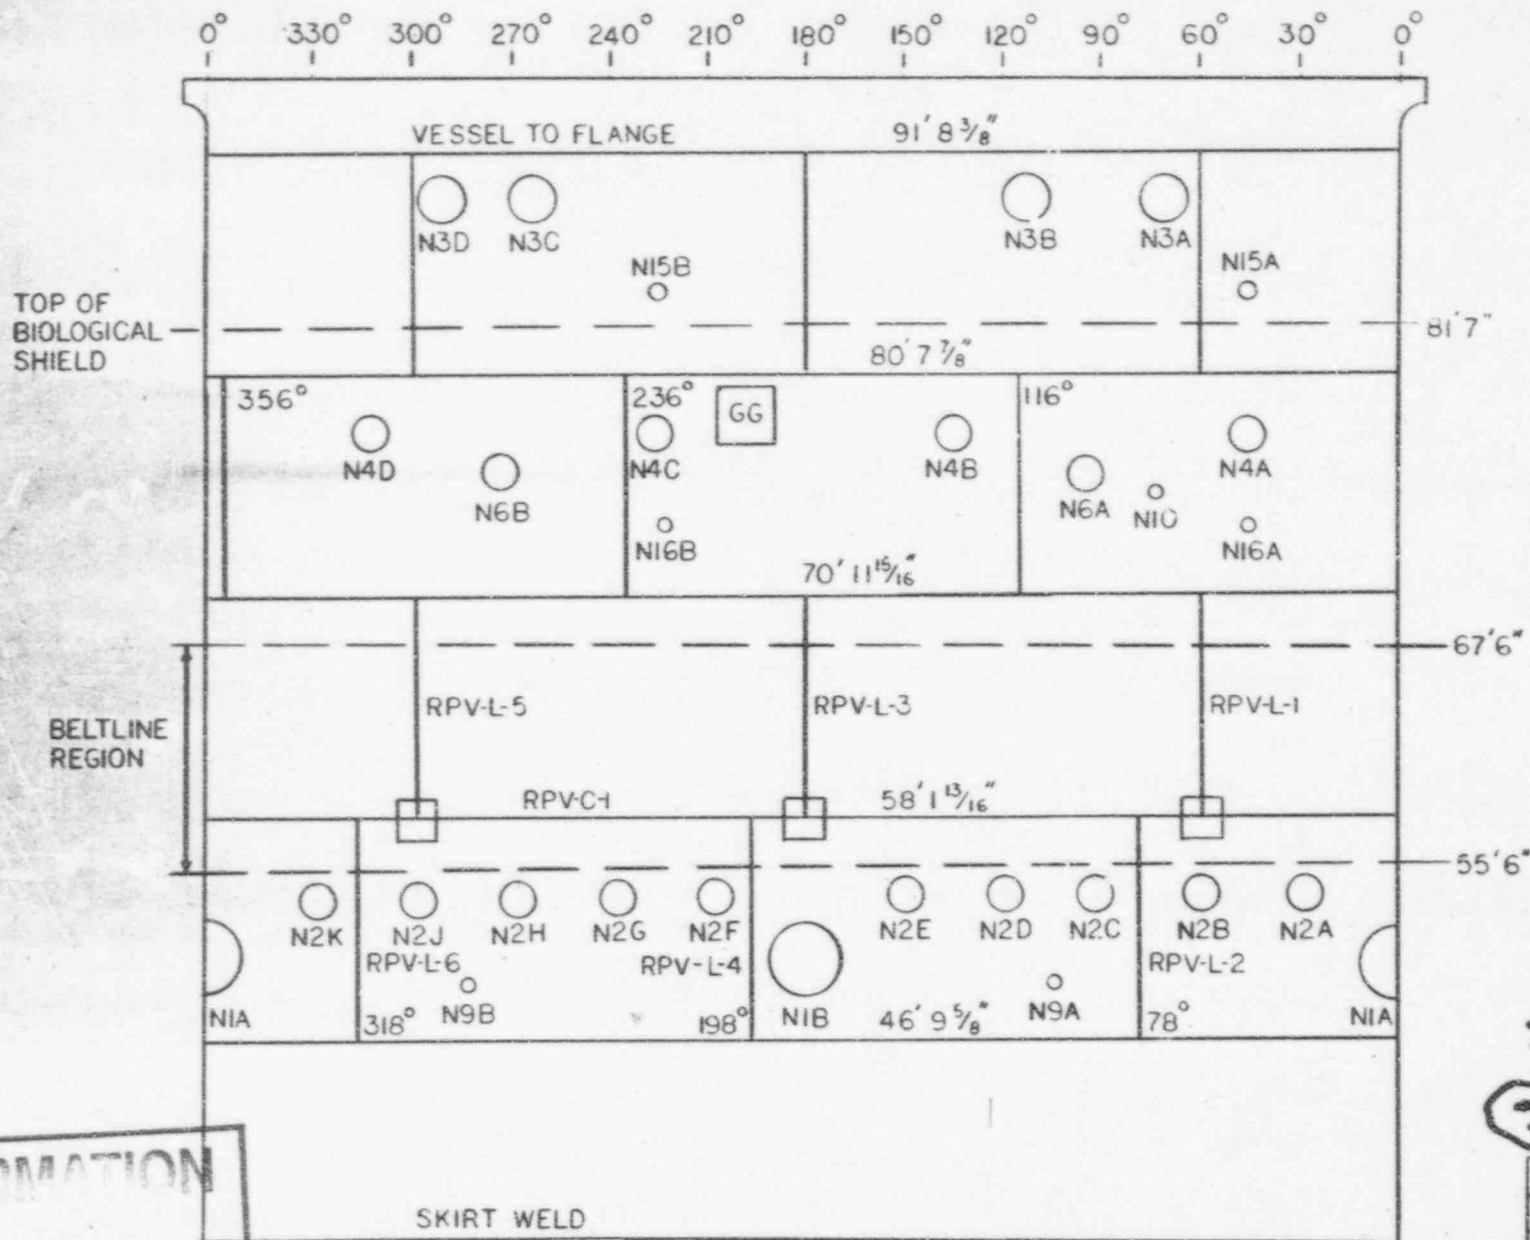 0° 330° 300° 270° 240° 210° 180° 150° 120° 90° 60° 30° 0°
VESSEL TO FLANGE 91' 8 3/8"
N3D N3C N3B N3A
N15B N15A
TOP OF
BIOLOGICAL
SHIELD
81' 7"
80' 7 7/8"
356° 236° GG 116°
N4D N4C N4B N4A
N6B N6A N10
N16B N16A
70' 11 15/16"
67' 6"
RPV-L-5 RPV-L-3 RPV-L-1
BELTLINE
REGION
RPV-C-1 58' 1 13/16"
55' 6"
N2K N2J N2H N2G N2F N2E N2D N2C N2B N2A
RPV-L-6 RPV-L-4 RPV-L-2
N1A 318° N9B 198° N1B 46' 9 5/8" N9A 78° N1A
SKIRT WELD